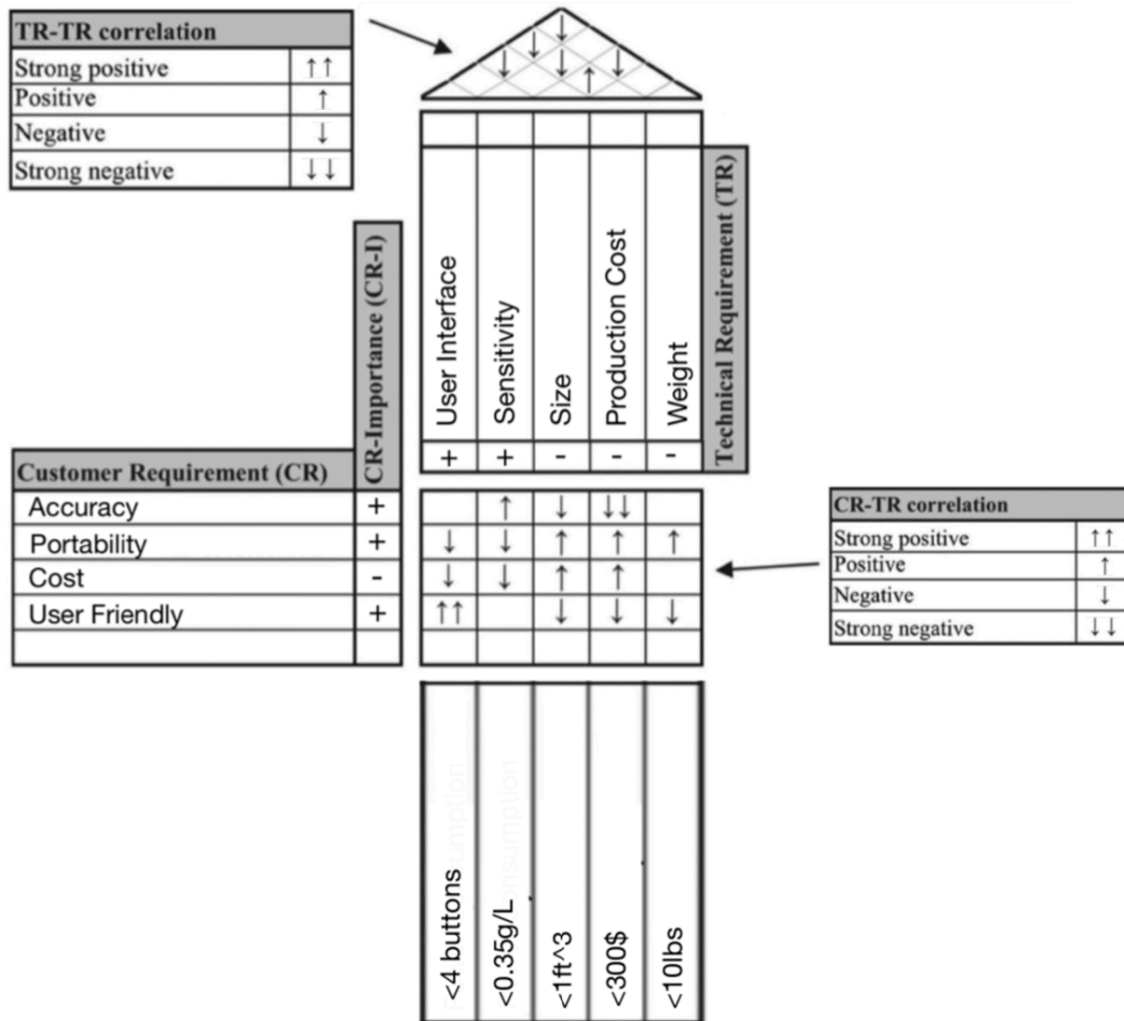 TR-TR correlation
Strong positive ↑↑
Positive ↑
Negative ↓
Strong negative ↓↓
↓
↓
↓ ↓ ↓
↑
Technical Requirement (TR)
User Interface
Sensitivity
Size
Production Cost
Weight
+ + - - -
CR-Importance (CR-I)
Customer Requirement (CR)
Accuracy + ↑ ↓ ↓↓
Portability + ↓ ↓ ↑ ↑ ↑
Cost - ↓ ↓ ↑ ↑
User Friendly + ↑↑ ↓ ↓ ↓
CR-TR correlation
Strong positive ↑↑
Positive ↑
Negative ↓
Strong negative ↓↓
<4 buttons
<0.35g/L
<1ft^3
<300$
<10lbs